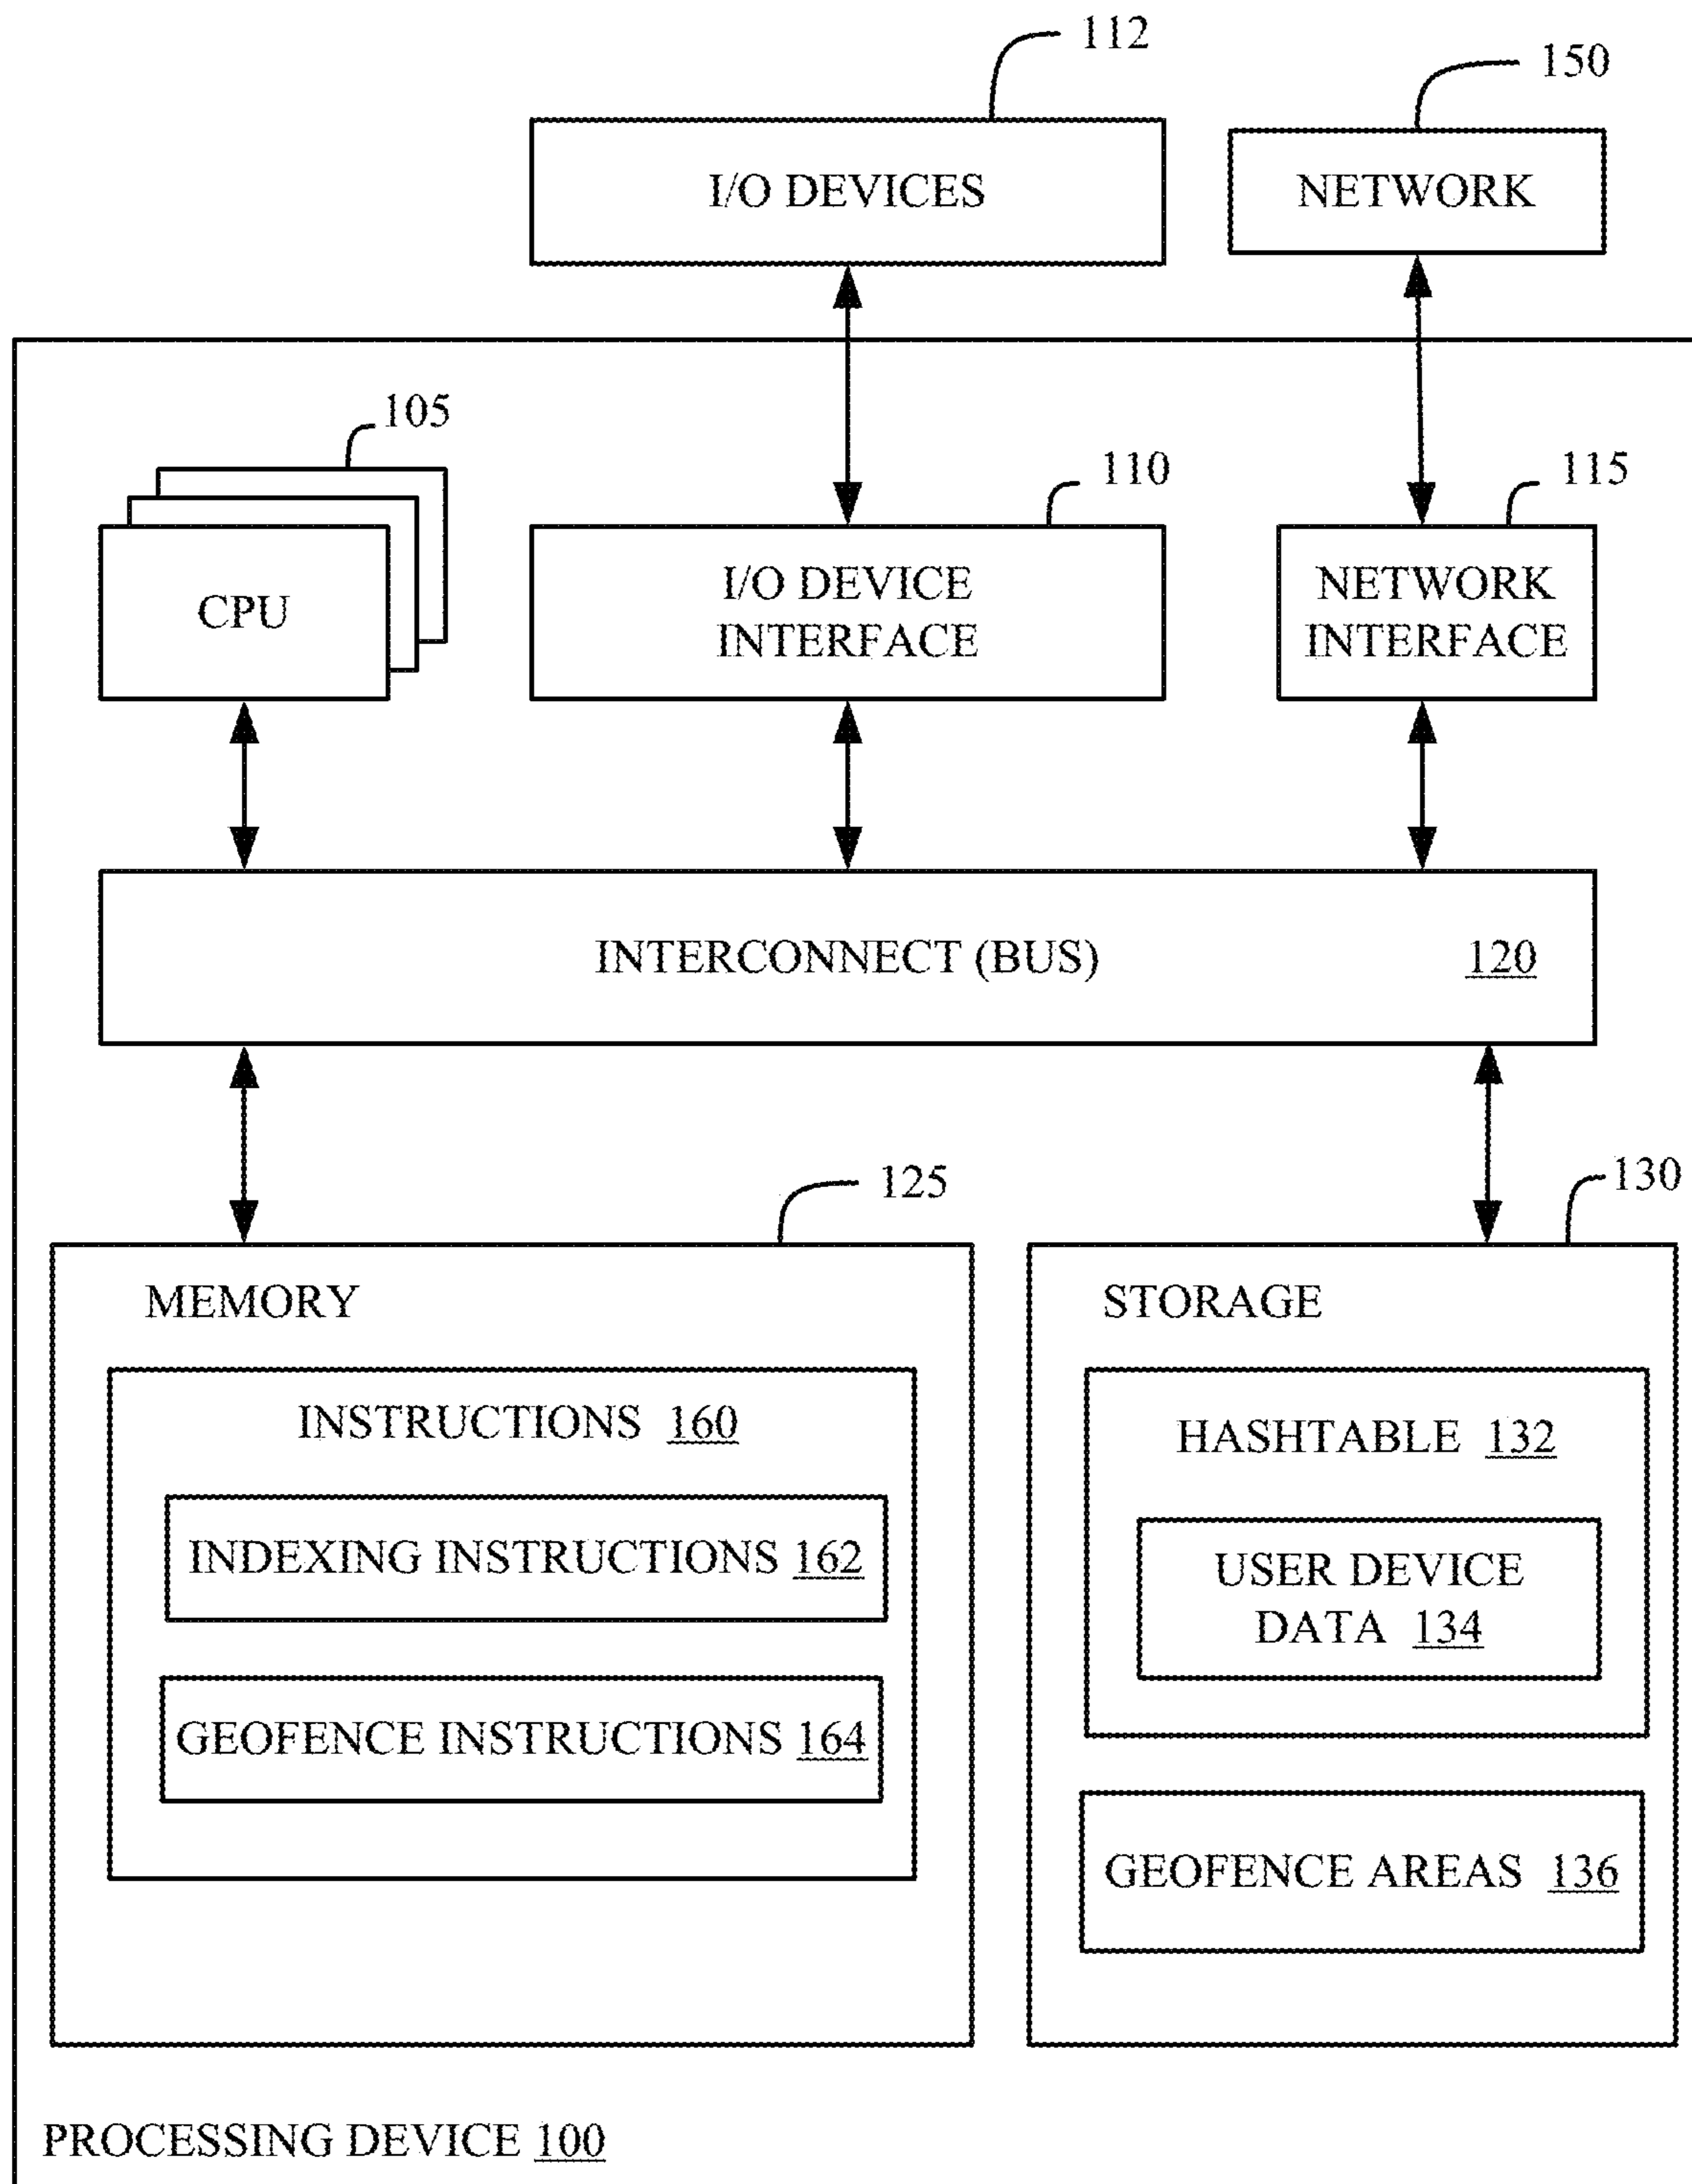 112
150
I/O DEVICES
NETWORK
105
110
115
CPU
I/O DEVICE
INTERFACE
NETWORK
INTERFACE
INTERCONNECT (BUS) 120
125
130
MEMORY
INSTRUCTIONS 160
INDEXING INSTRUCTIONS 162
GEOFENCE INSTRUCTIONS 164
STORAGE
HASHTABLE 132
USER DEVICE
DATA 134
GEOFENCE AREAS 136
PROCESSING DEVICE 100